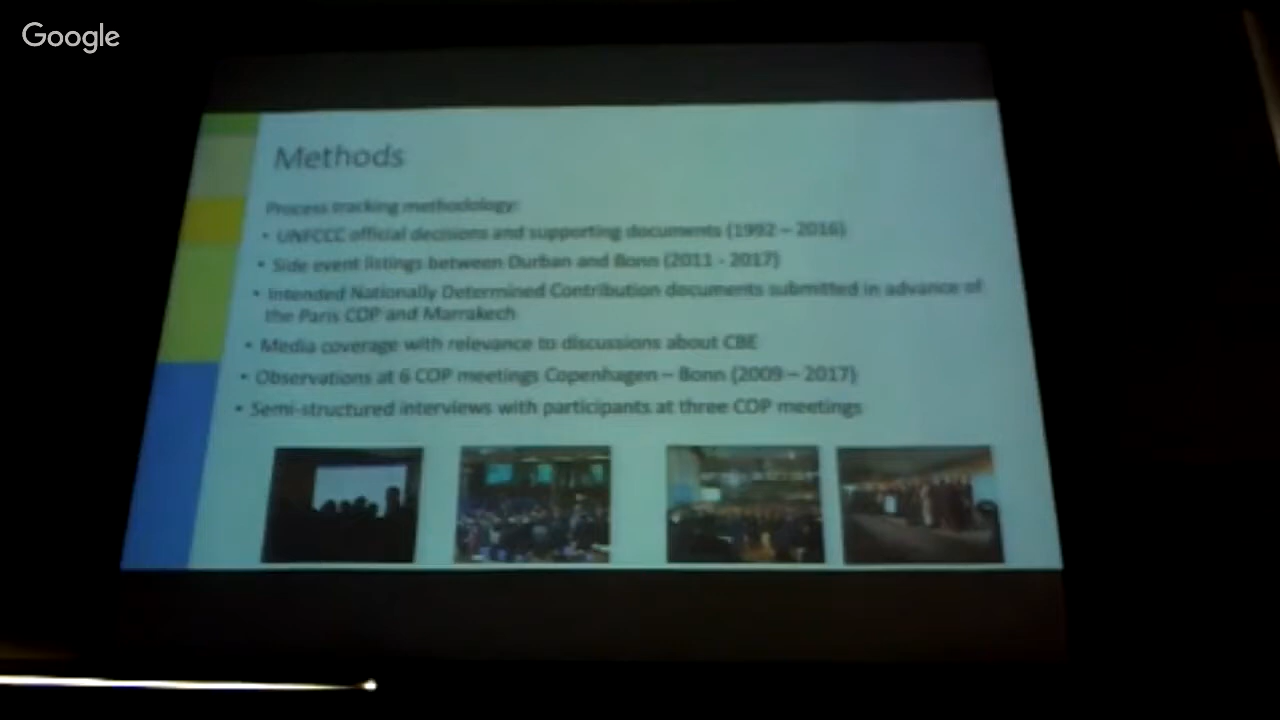 Google
Methods
Process tracking methodology:
• UNFCCC official decisions and supporting documents (1992 – 2016)
• Side event listings between Durban and Bonn (2011 - 2017)
• Intended Nationally Determined Contribution documents submitted in advance of
the Paris COP and Marrakech
• Media coverage with relevance to discussions about CBE
• Observations at 6 COP meetings Copenhagen – Bonn (2009 – 2017)
• Semi-structured interviews with participants at three COP meetings